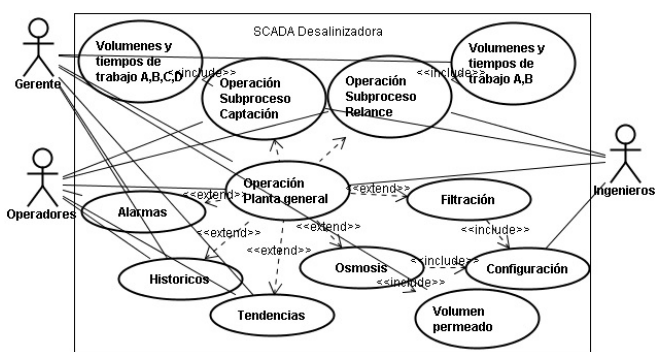 SCADA Desalinizadora
Volumenes y
tiempos de
trabajo A,B,C,D
<<include>>
Operación
Subproceso
Captación
Operación
Subproceso
Relance
<<include>>
Volumenes y
tiempos de
trabajo A,B
Gerente
Operadores
Ingenieros
Operación
Planta general
<<extend>>
Alarmas
<<extend>>
Filtración
<<extend>>
<<extend>>
<<include>>
<<extend>>
Historicos
Osmosis
<<include>>
Configuración
<<include>>
Tendencias
Volumen
permeado